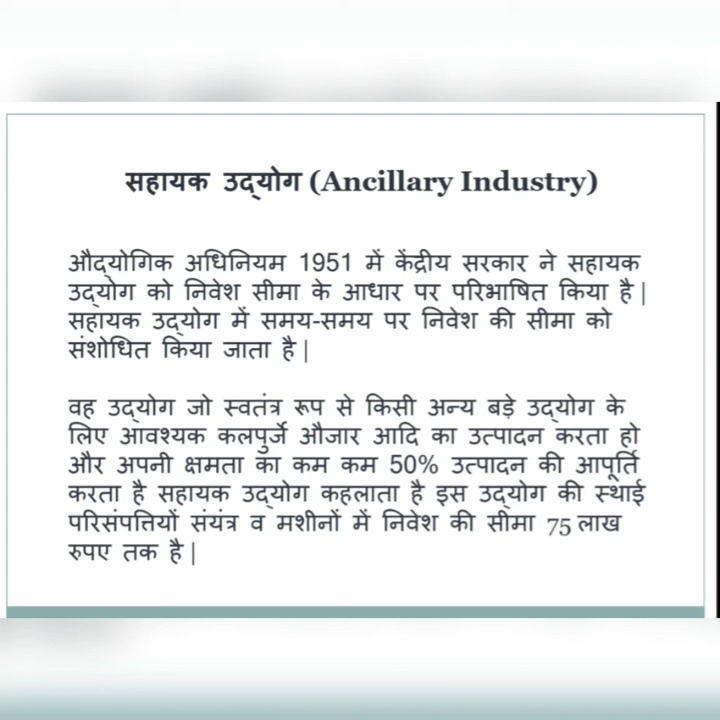 सहायक उद्योग (Ancillary Industry)
औद्योगिक अधिनियम 1951 में केंद्रीय सरकार ने सहायक
उद्योग को निवेश सीमा के आधार पर परिभाषित किया है |
सहायक उद्योग में समय-समय पर निवेश की सीमा को
संशोधित किया जाता है |
वह उद्योग जो स्वतंत्र रूप से किसी अन्य बड़े उद्योग के
लिए आवश्यक कलपुर्जे औजार आदि का उत्पादन करता हो
और अपनी क्षमता का कम कम 50% उत्पादन की आपूर्ति
करता है सहायक उद्योग कहलाता है इस उद्योग की स्थाई
परिसंपत्तियों संयंत्र व मशीनों में निवेश की सीमा 75 लाख
रुपए तक है |